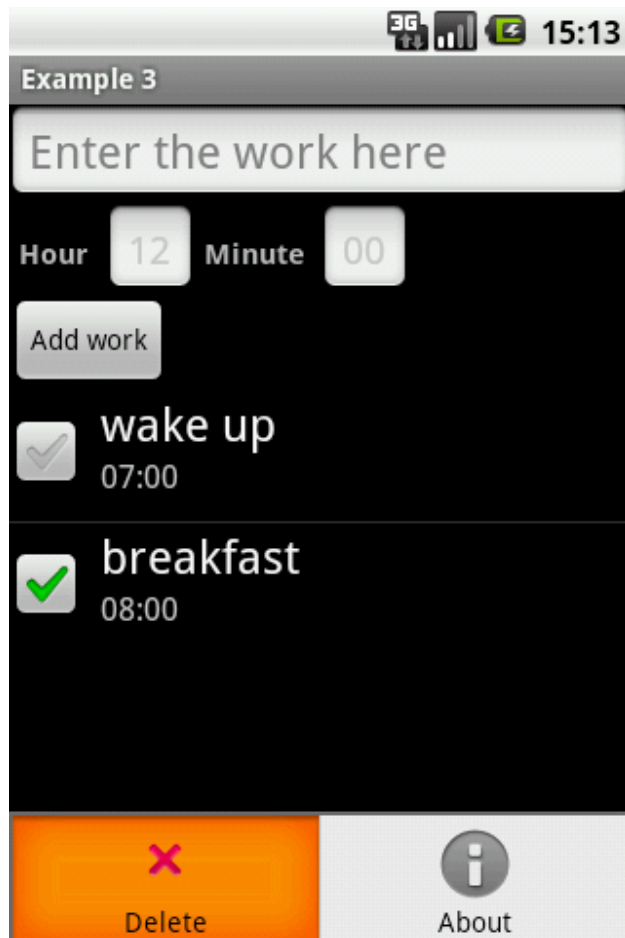 3G 15:13
Example 3
Enter the work here
Hour 12 Minute 00
Add work
wake up
07:00
breakfast
08:00
Delete About